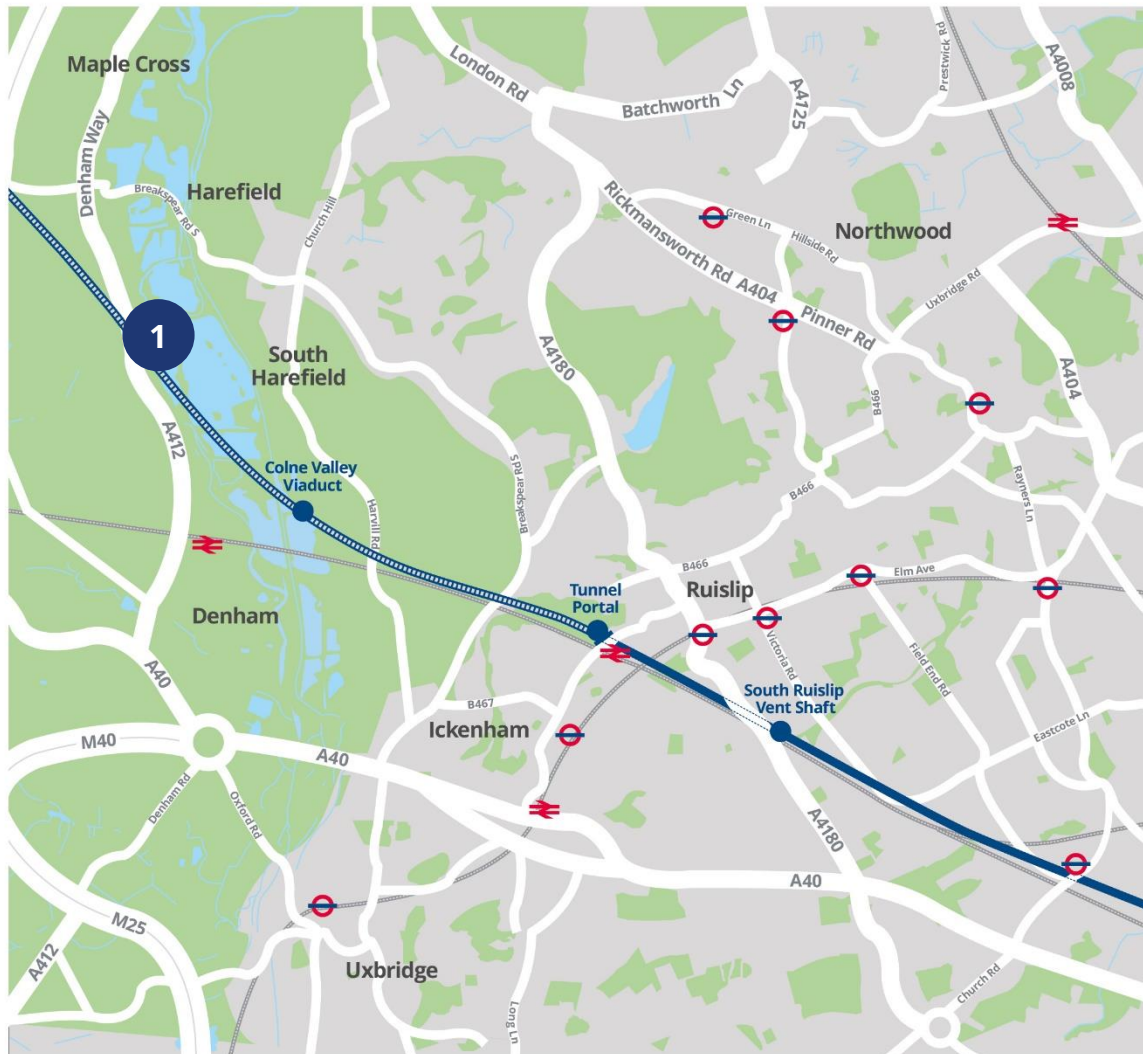 Maple Cross
London Rd
Batchworth
Ln
A4125
Prestwick Rd
A4008
Denham Way
Breakspear Rd S
Harefield
Church Hill
Rickmansworth Rd A404
Green Ln
Hillside Rd
Northwood
Uxbridge Rd
Pinner Rd
1
A4180
South
Harefield
A404
B466
A412
Colne Valley
Viaduct
Harvill Rd
Breakspear Rd S
B466
Rayners Ln
B466
Elm Ave
Denham
Tunnel
Portal
Ruislip
Victoria Rd
Field End Rd
A40
B467
Ickenham
South Ruislip
Vent Shaft
Eastcote Ln
M40
A40
Denham Rd
Oxford Rd
A4180
A40
M25
A412
Uxbridge
Long Ln
Church Rd